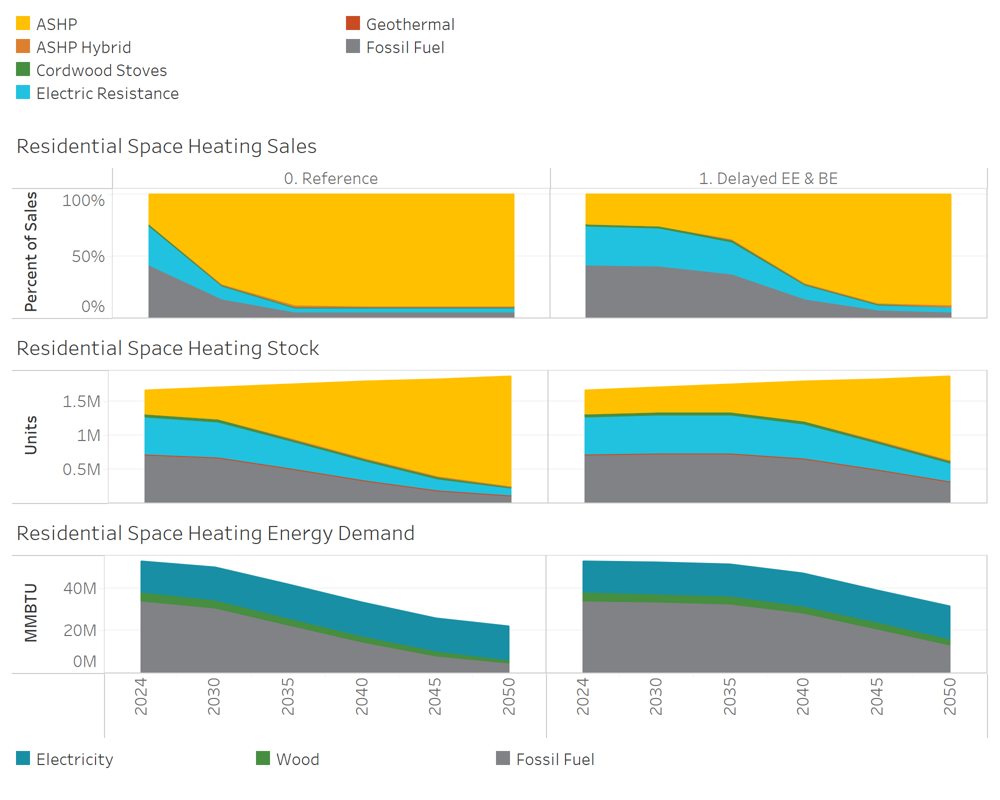 ASHP
Geothermal
ASHP Hybrid
Fossil Fuel
Cordwood Stoves
Electric Resistance
Residential Space Heating Sales
0. Reference
1. Delayed EE & BE
Percent of Sales
100%
50%
0%
Residential Space Heating Stock
Units
1.5M
1M
0.5M
Residential Space Heating Energy Demand
MMBTU
40M
20M
0M
2024 2030 2035 2040 2045 2050 2024 2030 2035 2040 2045 2050
Electricity Wood Fossil Fuel